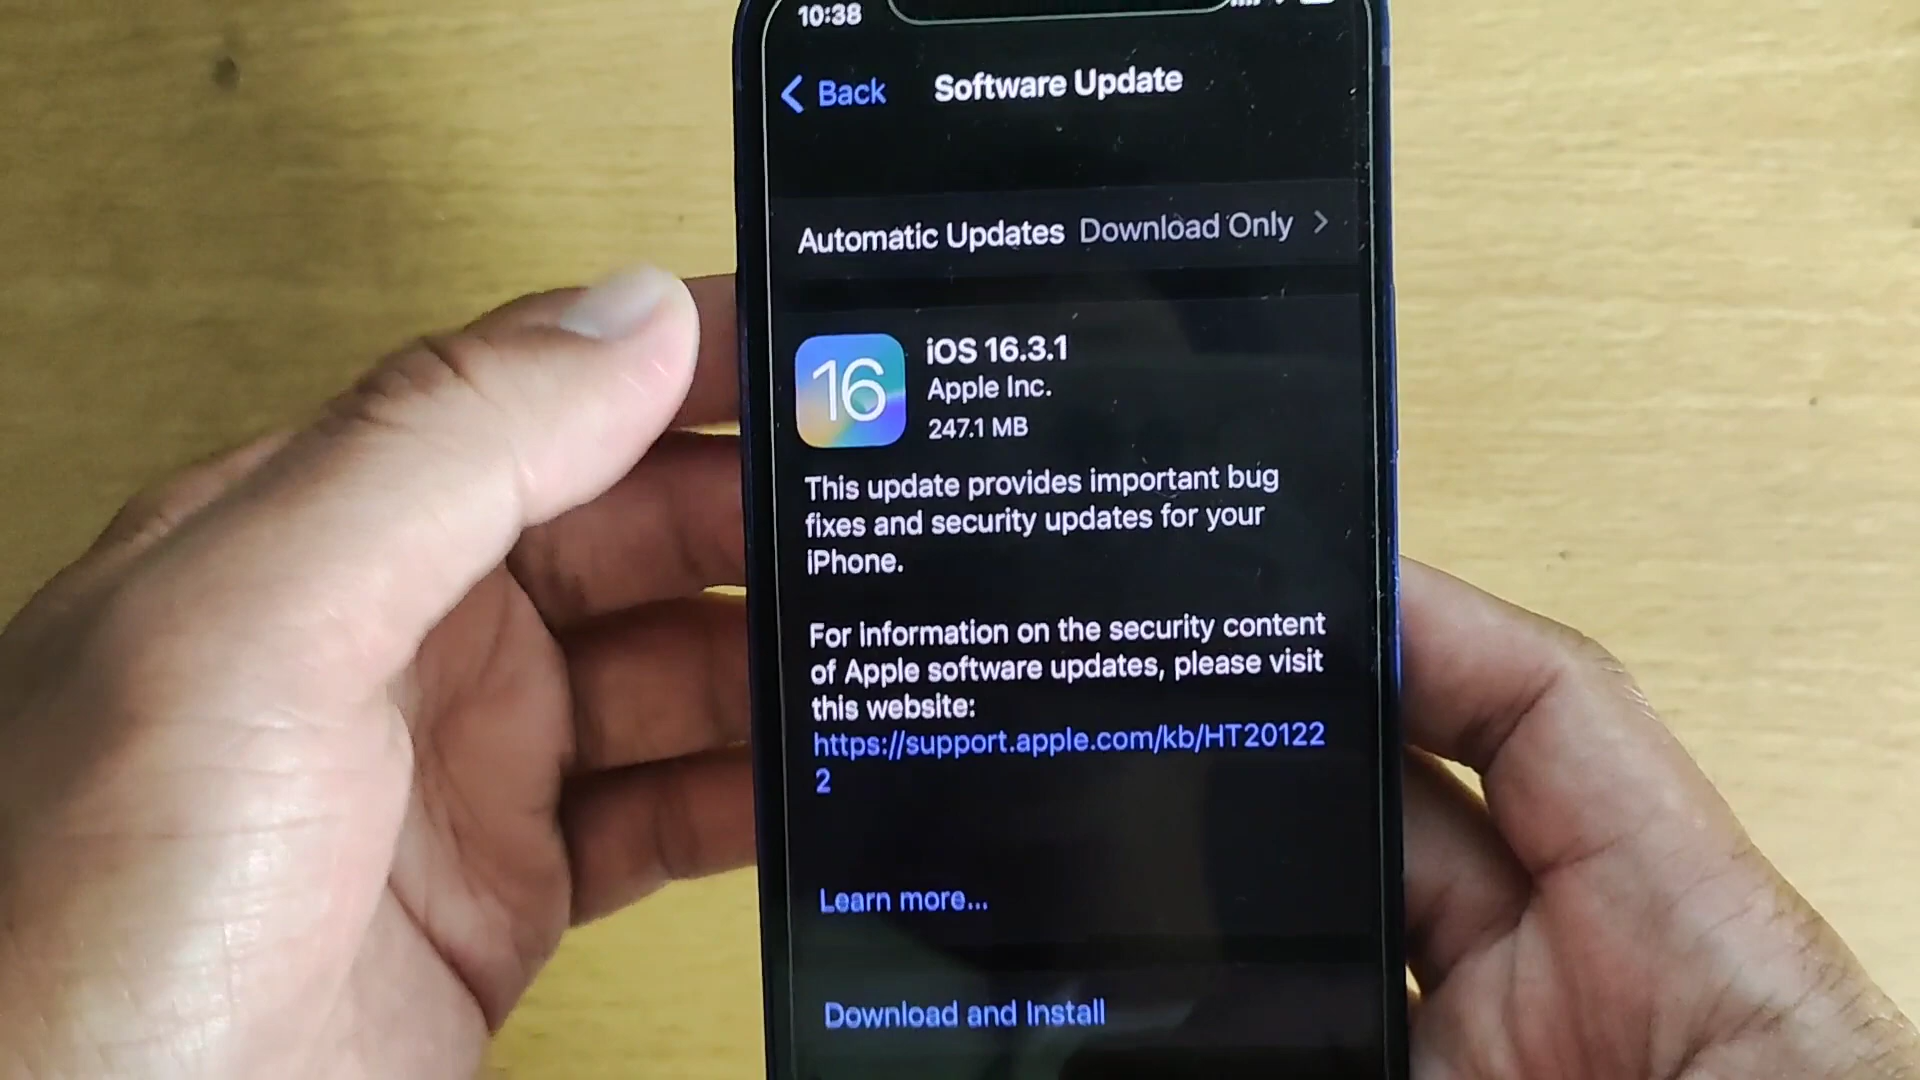 10:38
Back
Software Update
Automatic Updates Download Only
16
iOS 16.3.1
Apple Inc.
247.1 MB
This update provides important bug
fixes and security updates for your
iPhone.
For information on the security content
of Apple software updates, please visit
this website:
https://support.apple.com/kb/HT20122
2
Learn more...
Download and Install